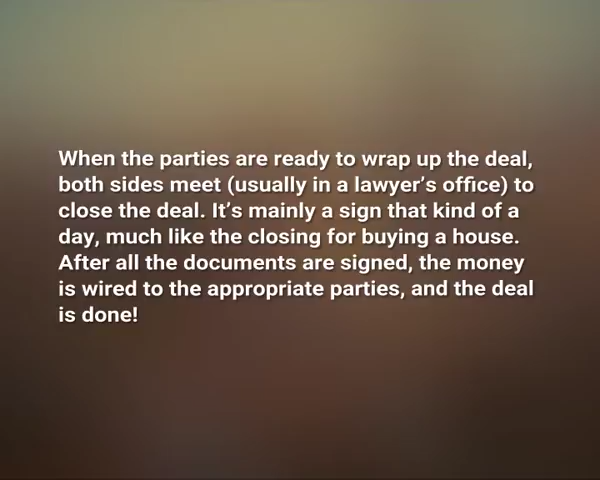 When the parties are ready to wrap up the deal,
both sides meet (usually in a lawyer’s office) to
close the deal. It’s mainly a sign that kind of a
day, much like the closing for buying a house.
After all the documents are signed, the money
is wired to the appropriate parties, and the deal
is done!